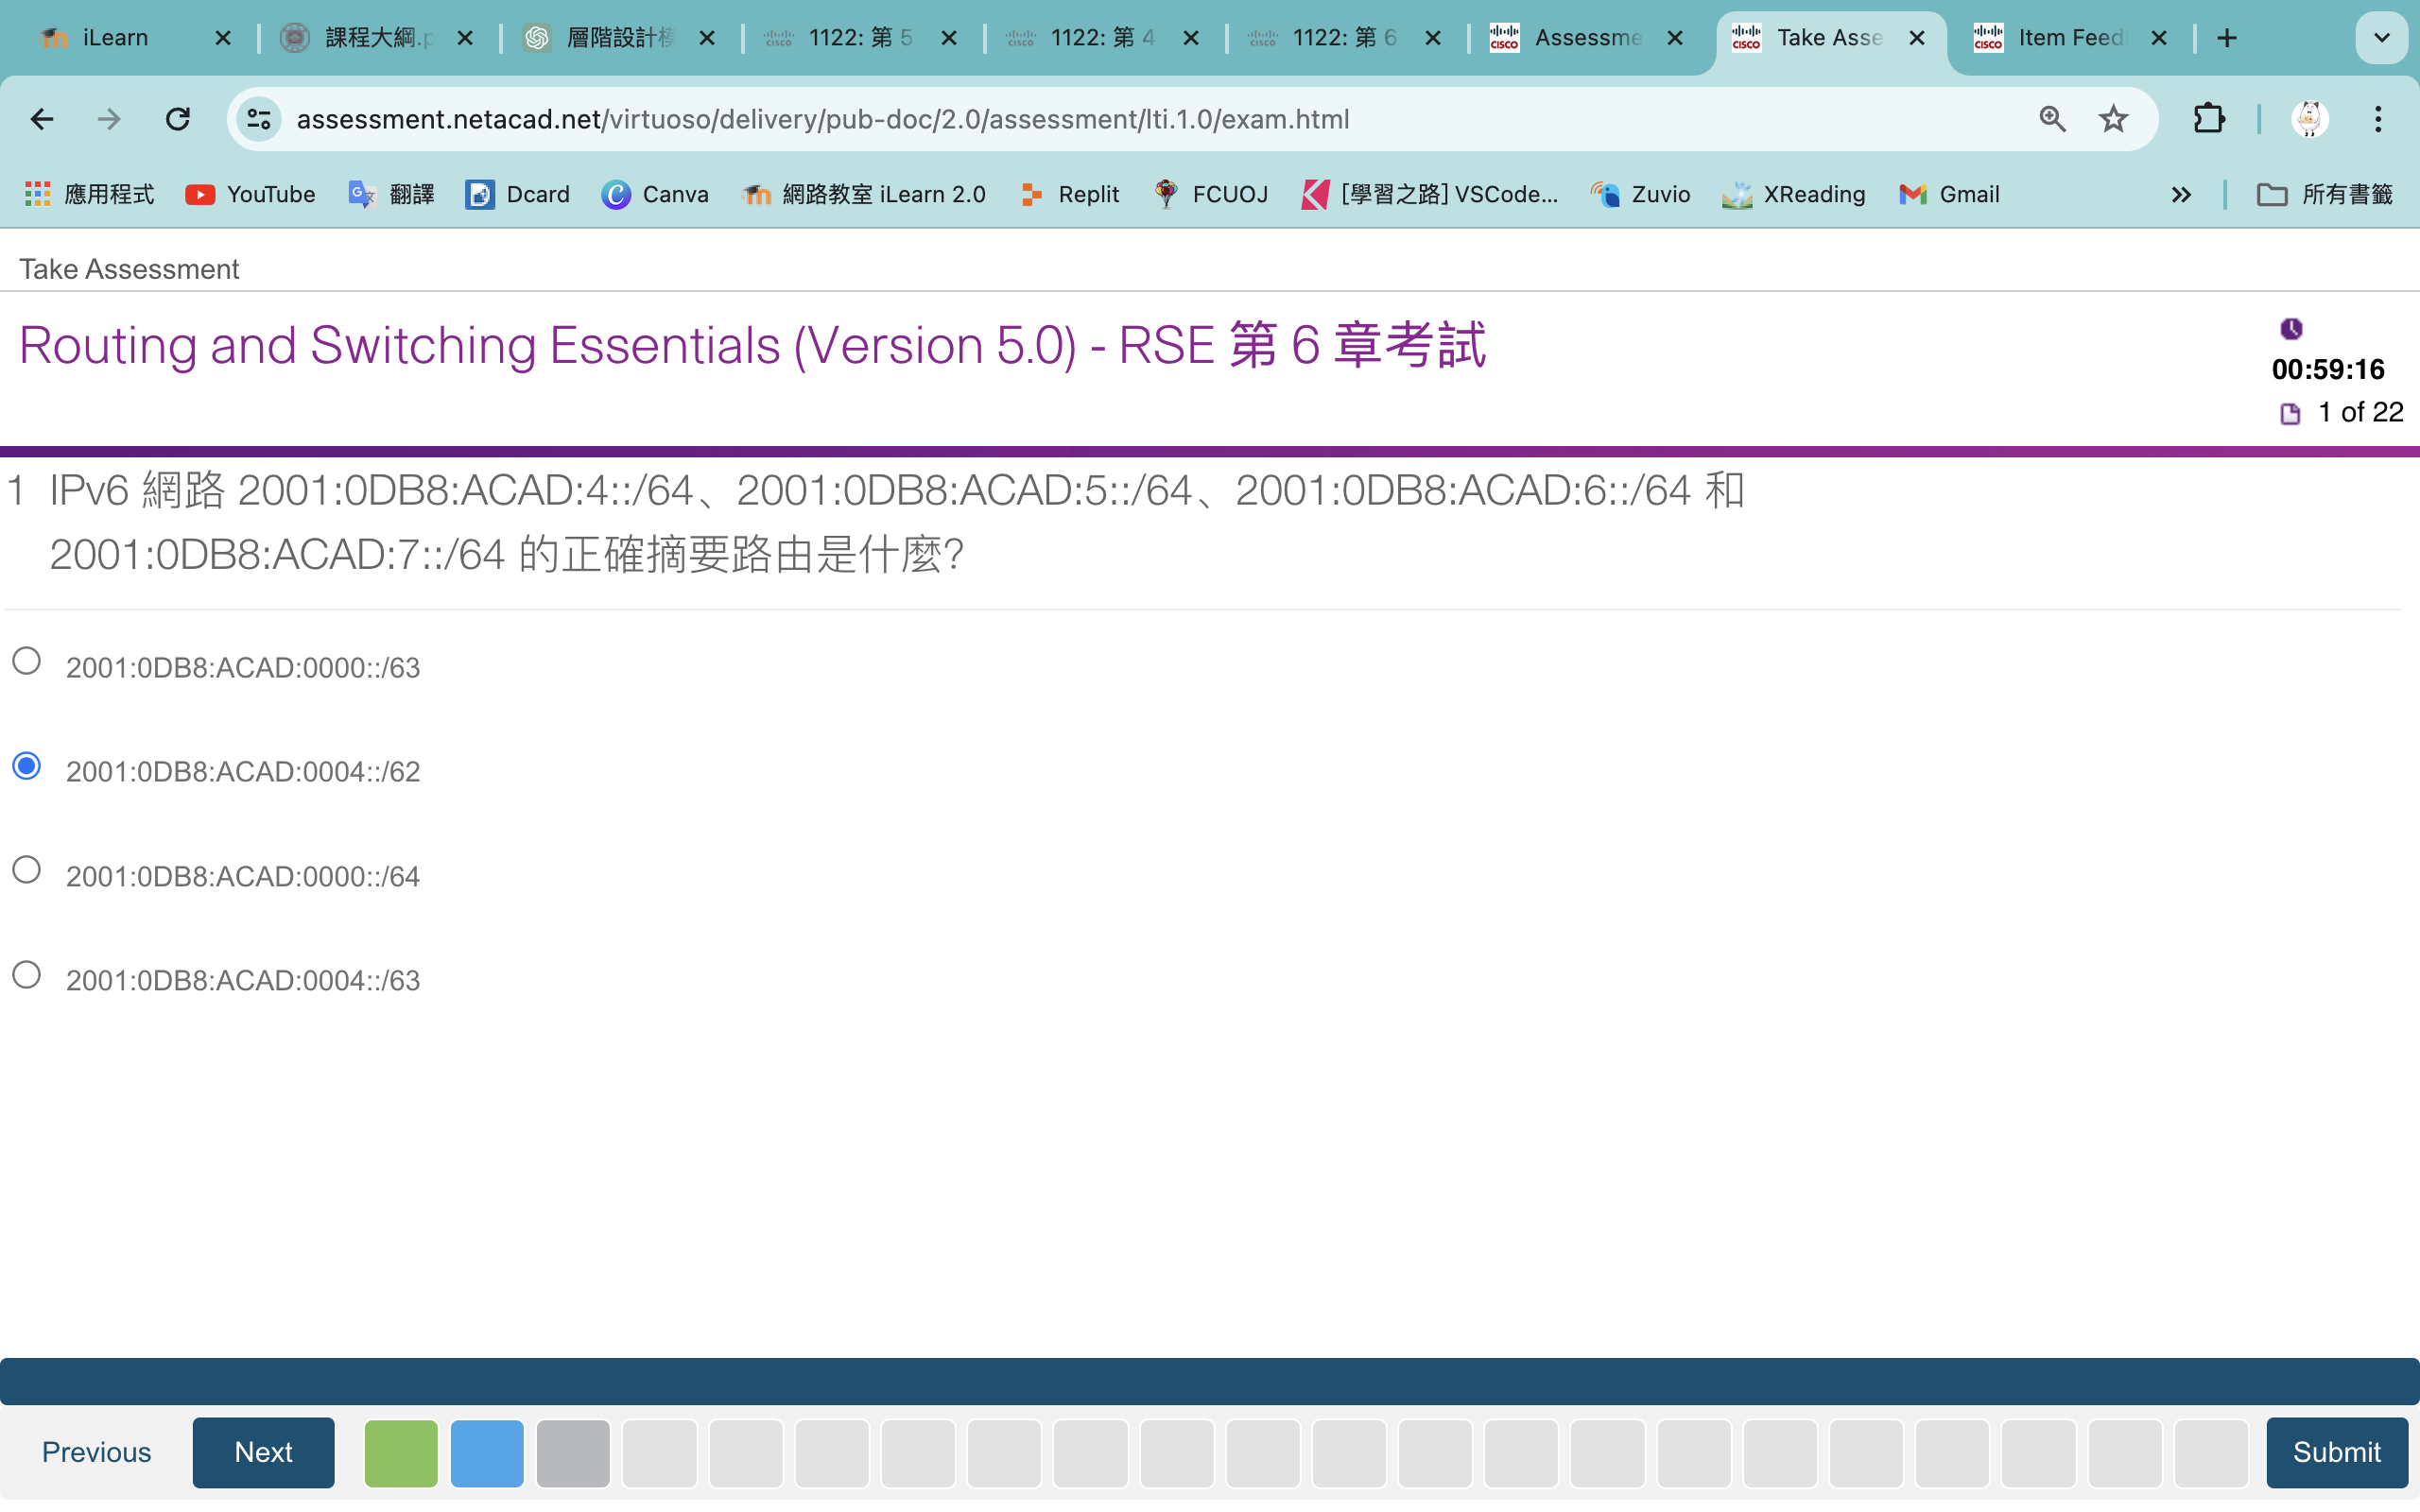 iLearn
課程大綱.p
層階設計模
1122: 第 5
1122: 第 4
1122: 第 6
Assessme
Take Asse
Item Feed
assessment.netacad.net/virtuoso/delivery/pub-doc/2.0/assessment/lti.1.0/exam.html
應用程式
YouTube
翻譯
Dcard
Canva
網路教室 iLearn 2.0
Replit
FCUOJ
[學習之路] VSCode...
Zuvio
XReading
Gmail
所有書籤
Take Assessment
Routing and Switching Essentials (Version 5.0) - RSE 第 6 章考試
00:59:16
1 of 22
1 IPv6 網路 2001:0DB8:ACAD:4::/64、2001:0DB8:ACAD:5::/64、2001:0DB8:ACAD:6::/64 和
2001:0DB8:ACAD:7::/64 的正確摘要路由是什麼?
2001:0DB8:ACAD:0000::/63
2001:0DB8:ACAD:0004::/62
2001:0DB8:ACAD:0000::/64
2001:0DB8:ACAD:0004::/63
Previous
Next
Submit